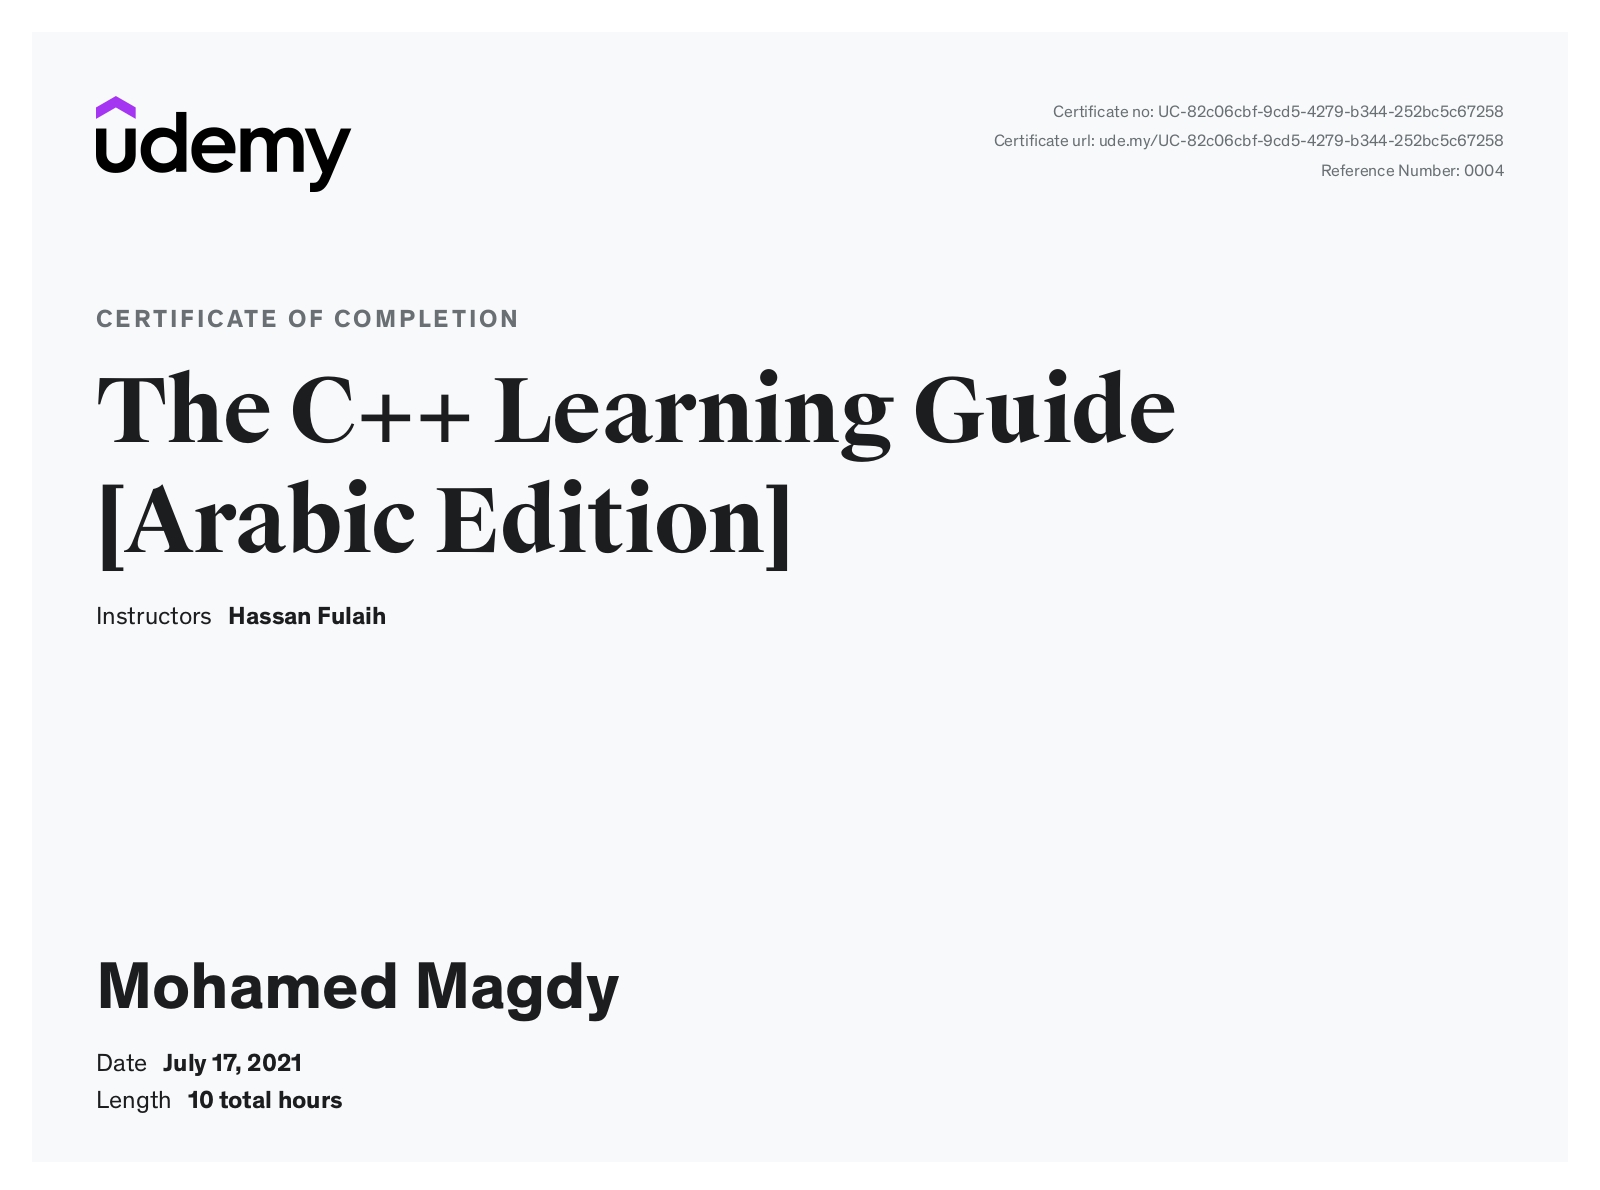 udemy
Certificate no: UC-82c06cbf-9cd5-4279-b344-252bc5c67258
Certificate url: ude.my/UC-82c06cbf-9cd5-4279-b344-252bc5c67258
Reference Number: 0004
CERTIFICATE OF COMPLETION
The C++ Learning Guide
[Arabic Edition]
Instructors Hassan Fulaih
Mohamed Magdy
Date July 17, 2021
Length 10 total hours